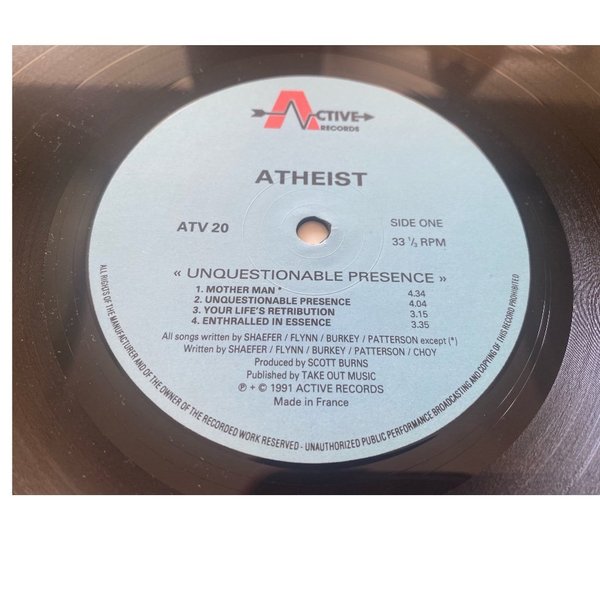 ACTIVE
RECORDS
ATHEIST
ATV 20
SIDE ONE
33 1/3 RPM
« UNQUESTIONABLE PRESENCE »
1. MOTHER MAN * 4.34
2. UNQUESTIONABLE PRESENCE 4.04
3. YOUR LIFE'S RETRIBUTION 3.15
4. ENTHRALLED IN ESSENCE 3.35
All songs written by SHAEFER / FLYNN / BURKEY / PATTERSON except (*)
Written by SHAEFER / FLYNN / BURKEY / PATTERSON / CHOY
Produced by SCOTT BURNS
Published by TAKE OUT MUSIC
℗ + © 1991 ACTIVE RECORDS
Made in France
ALL RIGHTS OF THE MANUFACTURER AND OF THE OWNER OF THE RECORDED WORK RESERVED - UNAUTHORIZED PUBLIC PERFORMANCE BROADCASTING AND COPYING OF THIS RECORD PROHIBITED